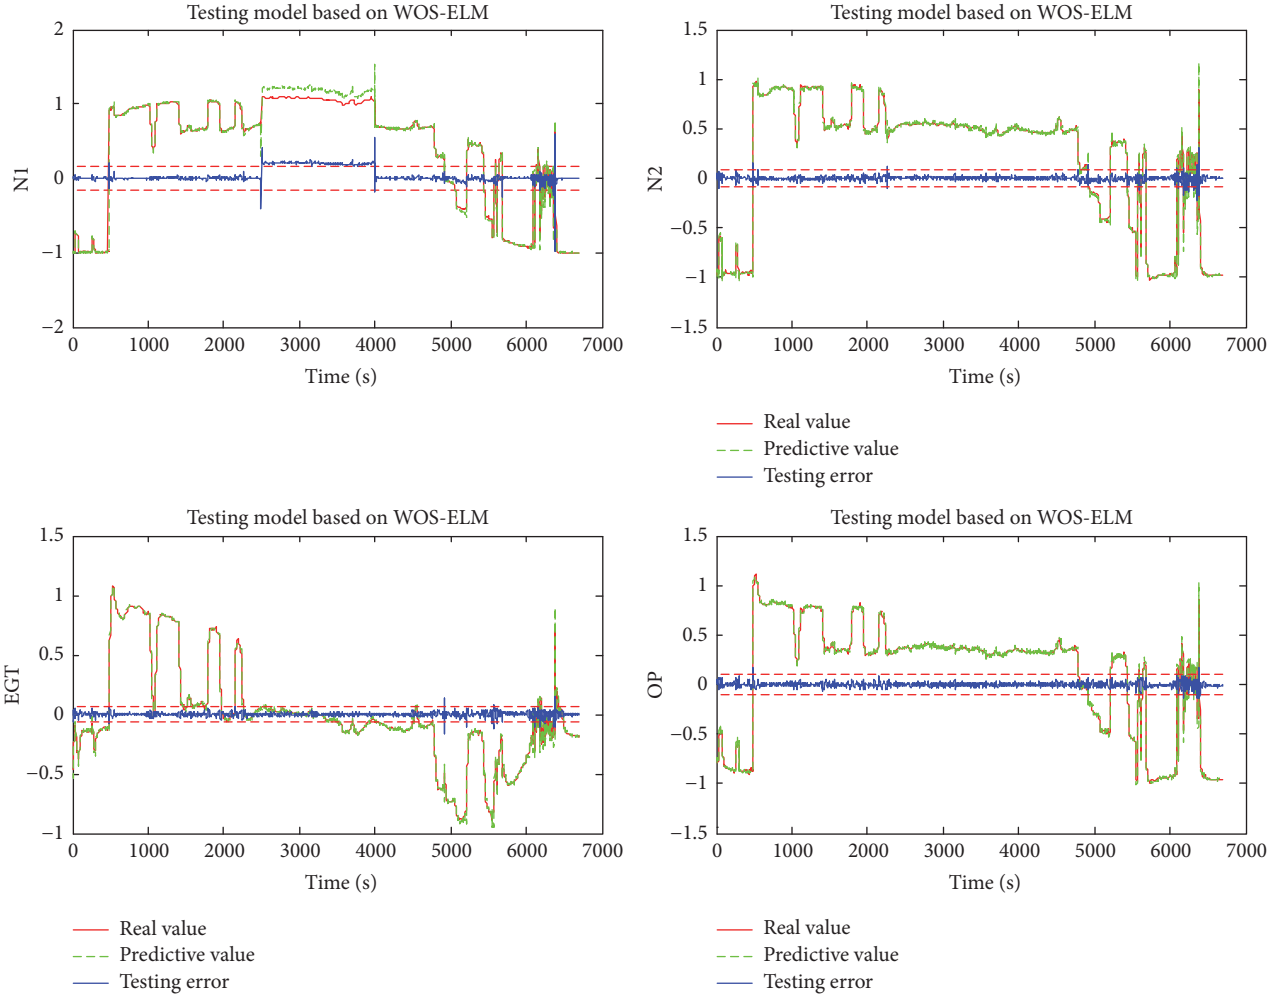 Testing model based on WOS-ELM
2
1
0
−1
−2
N1
0 1000 2000 3000 4000 5000 6000 7000
Time (s)
Testing model based on WOS-ELM
1.5
1
0.5
0
−0.5
−1
−1.5
N2
0 1000 2000 3000 4000 5000 6000 7000
Time (s)
Real value
Predictive value
Testing error
Testing model based on WOS-ELM
1.5
1
0.5
0
−0.5
−1
EGT
0 1000 2000 3000 4000 5000 6000 7000
Time (s)
Real value
Predictive value
Testing error
Testing model based on WOS-ELM
1.5
1
0.5
0
−0.5
−1
−1.5
OP
0 1000 2000 3000 4000 5000 6000 7000
Time (s)
Real value
Predictive value
Testing error